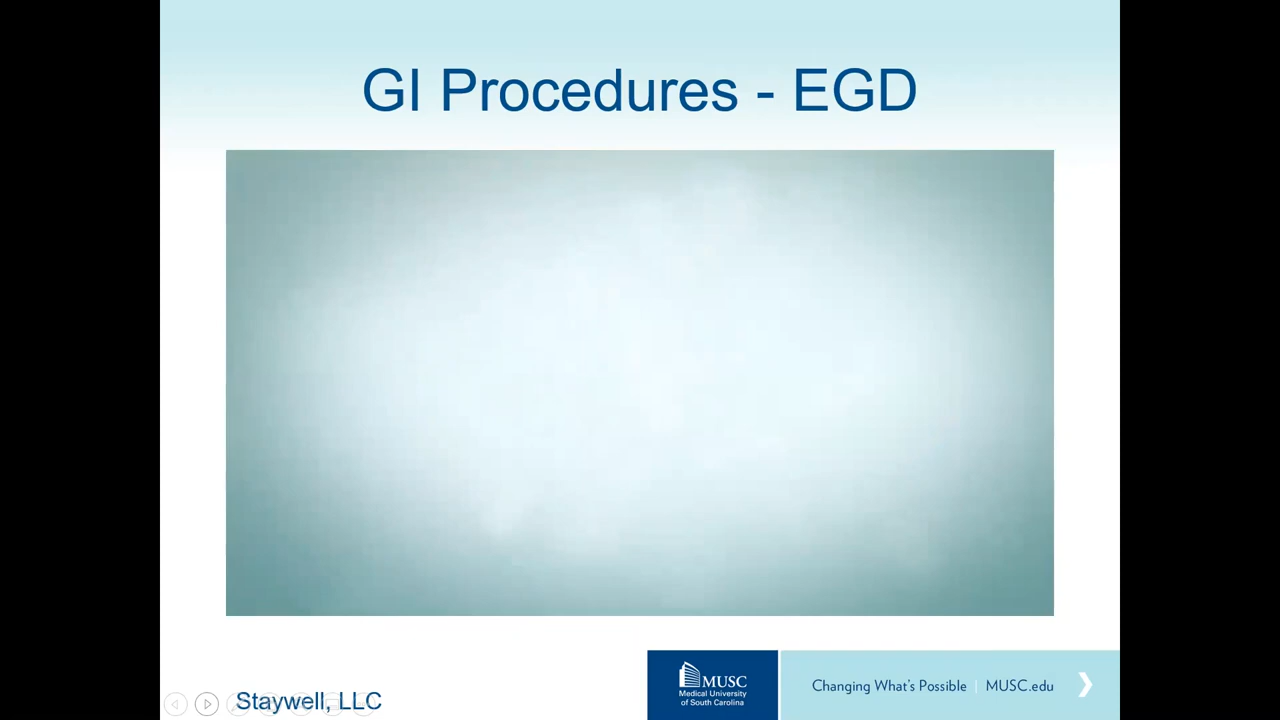 GI Procedures - EGD
Staywell, LLC
MUSC
Medical University
of South Carolina
Changing What's Possible | MUSC.edu